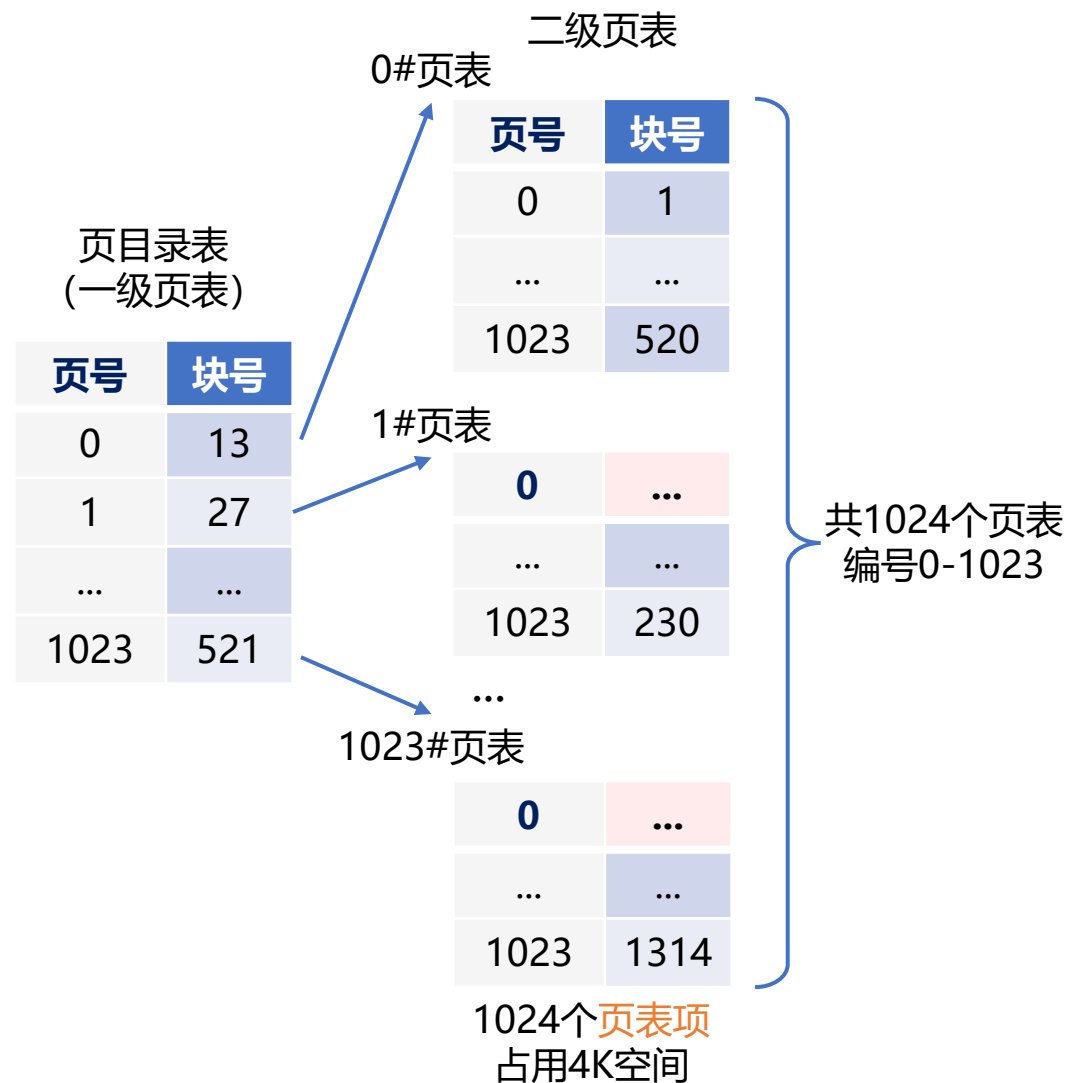 二级页表
0#页表
页号 块号
0 1
... ...
1023 520
页目录表
(一级页表)
页号 块号
0 13
1 27
... ...
1023 521
1#页表
0 ...
... ...
1023 230
...
1023#页表
0 ...
... ...
1023 1314
1024个页表项
占用4K空间
共1024个页表
编号0-1023